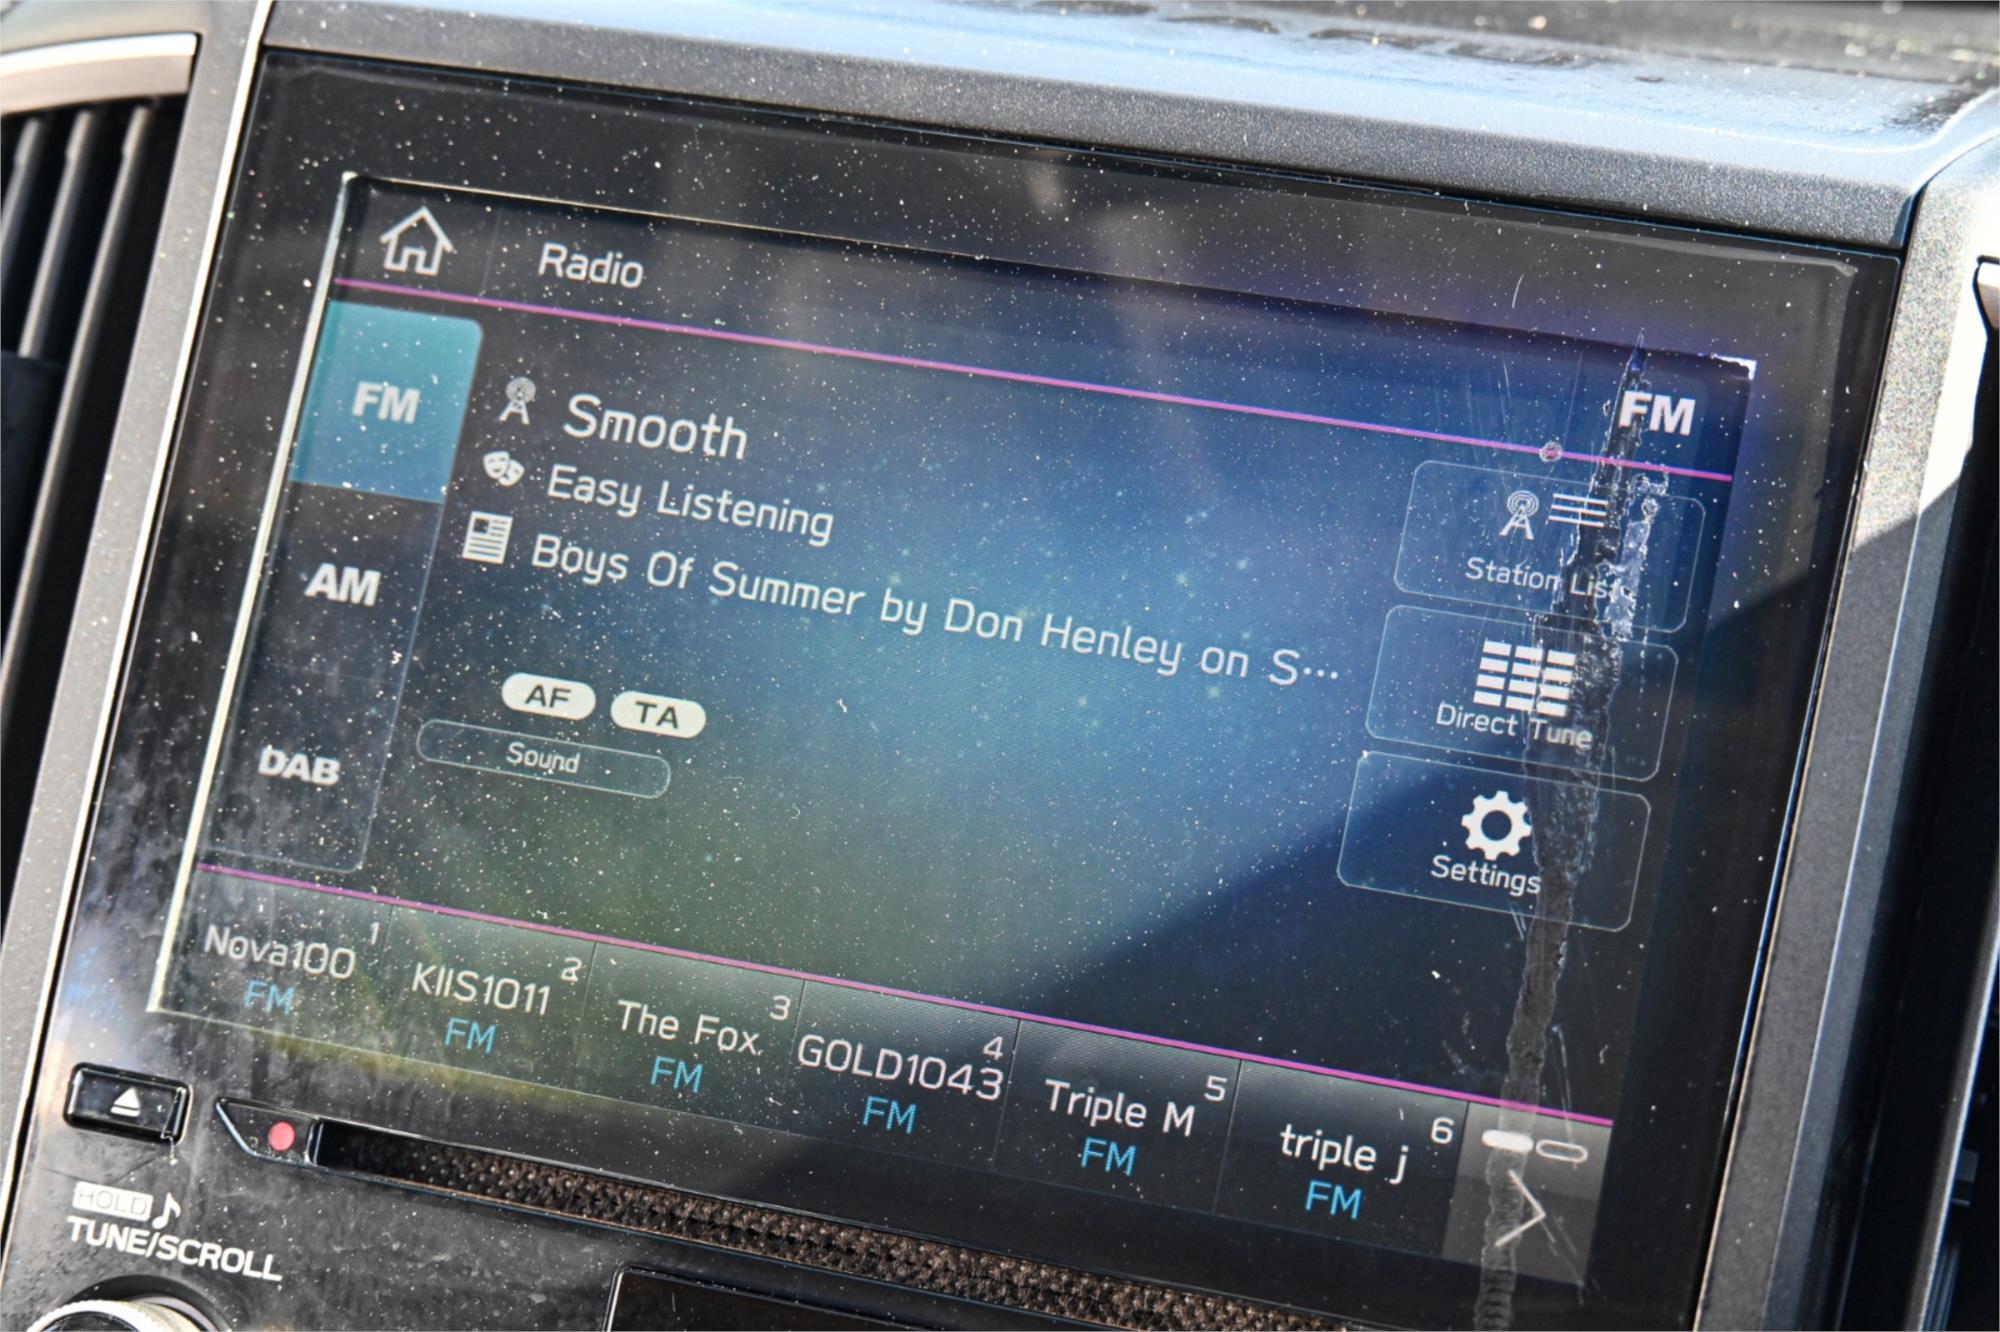 Radio
FM
FM
Smooth
Easy Listening
Boys Of Summer by Don Henley on S...
Station List
AM
Direct Tune
AF TA
Sound
DAB
Settings
1
Nova100
FM
2
KIIS1011
FM
3
The Fox
FM
4
GOLD1043
FM
5
Triple M
FM
6
triple j
FM
HOLD
TUNE/SCROLL